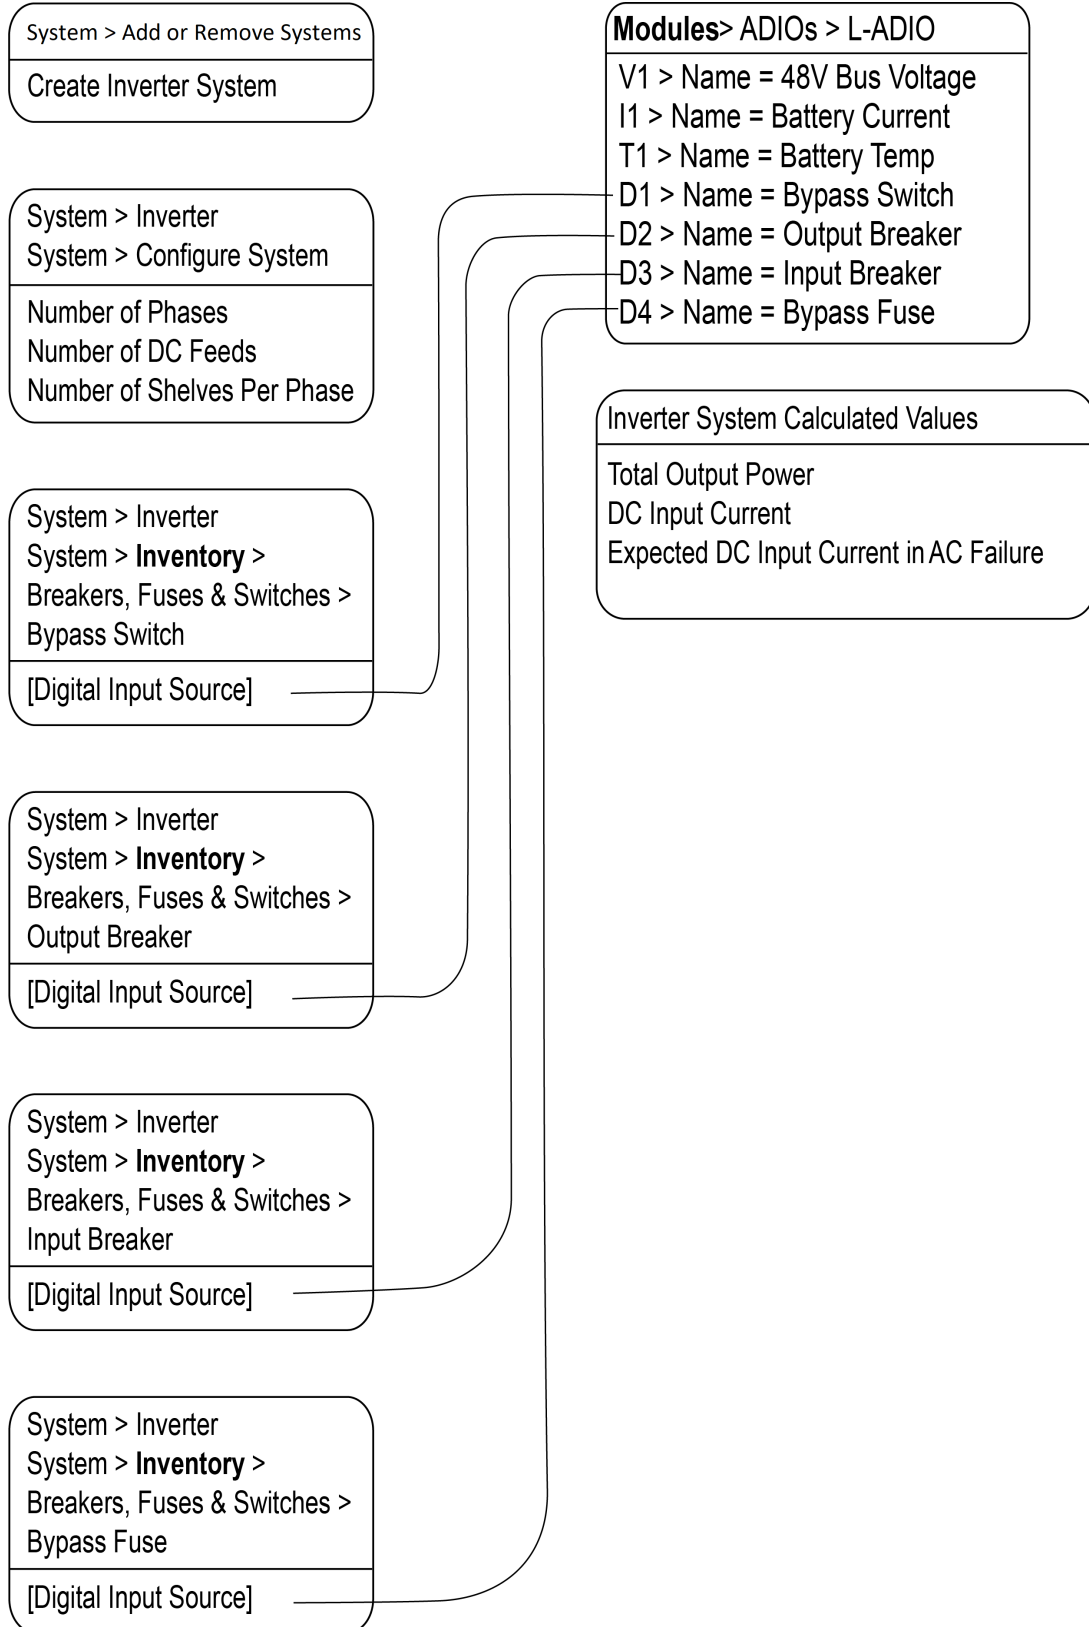 System > Add or Remove Systems
Create Inverter System
System > Inverter
System > Configure System
Number of Phases
Number of DC Feeds
Number of Shelves Per Phase
System > Inverter
System > Inventory >
Breakers, Fuses & Switches >
Bypass Switch
[Digital Input Source]
System > Inverter
System > Inventory >
Breakers, Fuses & Switches >
Output Breaker
[Digital Input Source]
System > Inverter
System > Inventory >
Breakers, Fuses & Switches >
Input Breaker
[Digital Input Source]
System > Inverter
System > Inventory >
Breakers, Fuses & Switches >
Bypass Fuse
[Digital Input Source]
Modules> ADIOs > L-ADIO
V1 > Name = 48V Bus Voltage
I1 > Name = Battery Current
T1 > Name = Battery Temp
D1 > Name = Bypass Switch
D2 > Name = Output Breaker
D3 > Name = Input Breaker
D4 > Name = Bypass Fuse
Inverter System Calculated Values
Total Output Power
DC Input Current
Expected DC Input Current in AC Failure